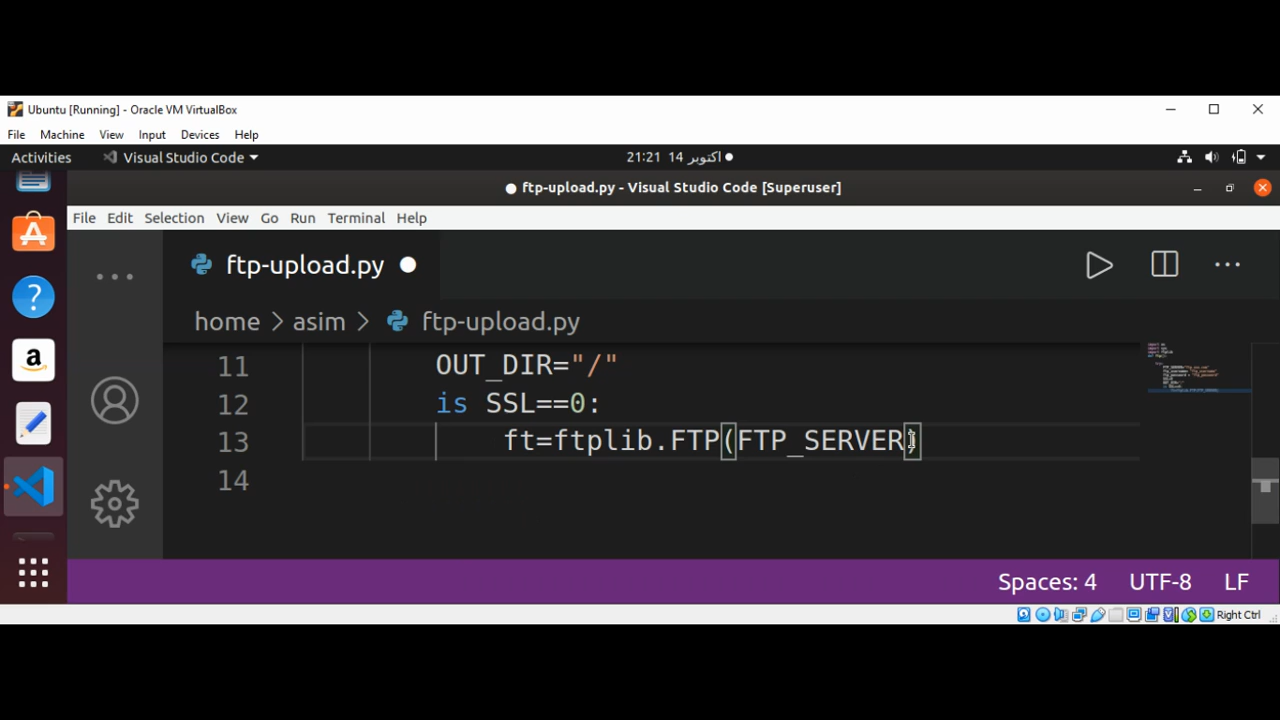 Ubuntu [Running] - Oracle VM VirtualBox
File Machine View Input Devices Help
Activities Visual Studio Code 21:21 14 اکتوبر
ftp-upload.py - Visual Studio Code [Superuser]
File Edit Selection View Go Run Terminal Help
ftp-upload.py
home > asim > ftp-upload.py
11 OUT_DIR="/"
12 is SSL==0:
13 ft=ftplib.FTP(FTP_SERVER)
14
Spaces: 4 UTF-8 LF
Right Ctrl